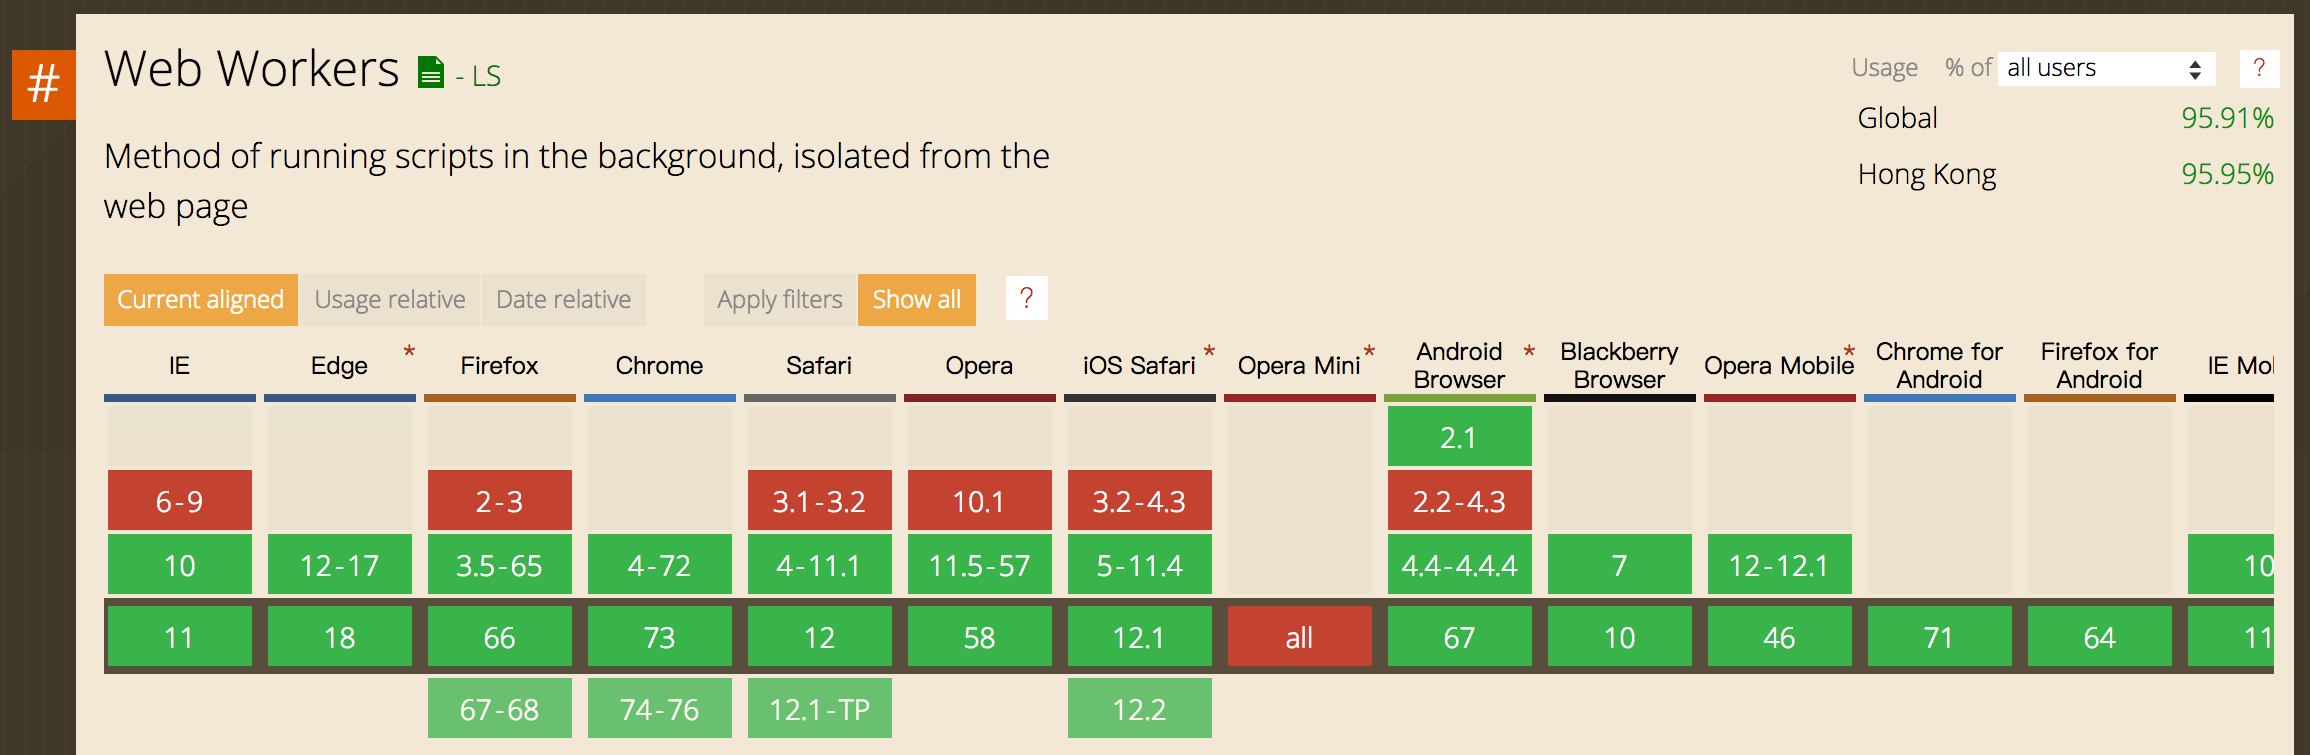 #
Web Workers - LS
Usage % of all users ?
Global 95.91%
Hong Kong 95.95%
Method of running scripts in the background, isolated from the
web page
Current aligned Usage relative Date relative Apply filters Show all ?
IE Edge * Firefox Chrome Safari Opera iOS Safari * Opera Mini * Android Browser * Blackberry Browser Opera Mobile * Chrome for Android Firefox for Android IE Mol
2.1
6-9 2-3 3.1-3.2 10.1 3.2-4.3 2.2-4.3
10 12-17 3.5-65 4-72 4-11.1 11.5-57 5-11.4 4.4-4.4.4 7 12-12.1 10
11 18 66 73 12 58 12.1 all 67 10 46 71 64 11
67-68 74-76 12.1-TP 12.2